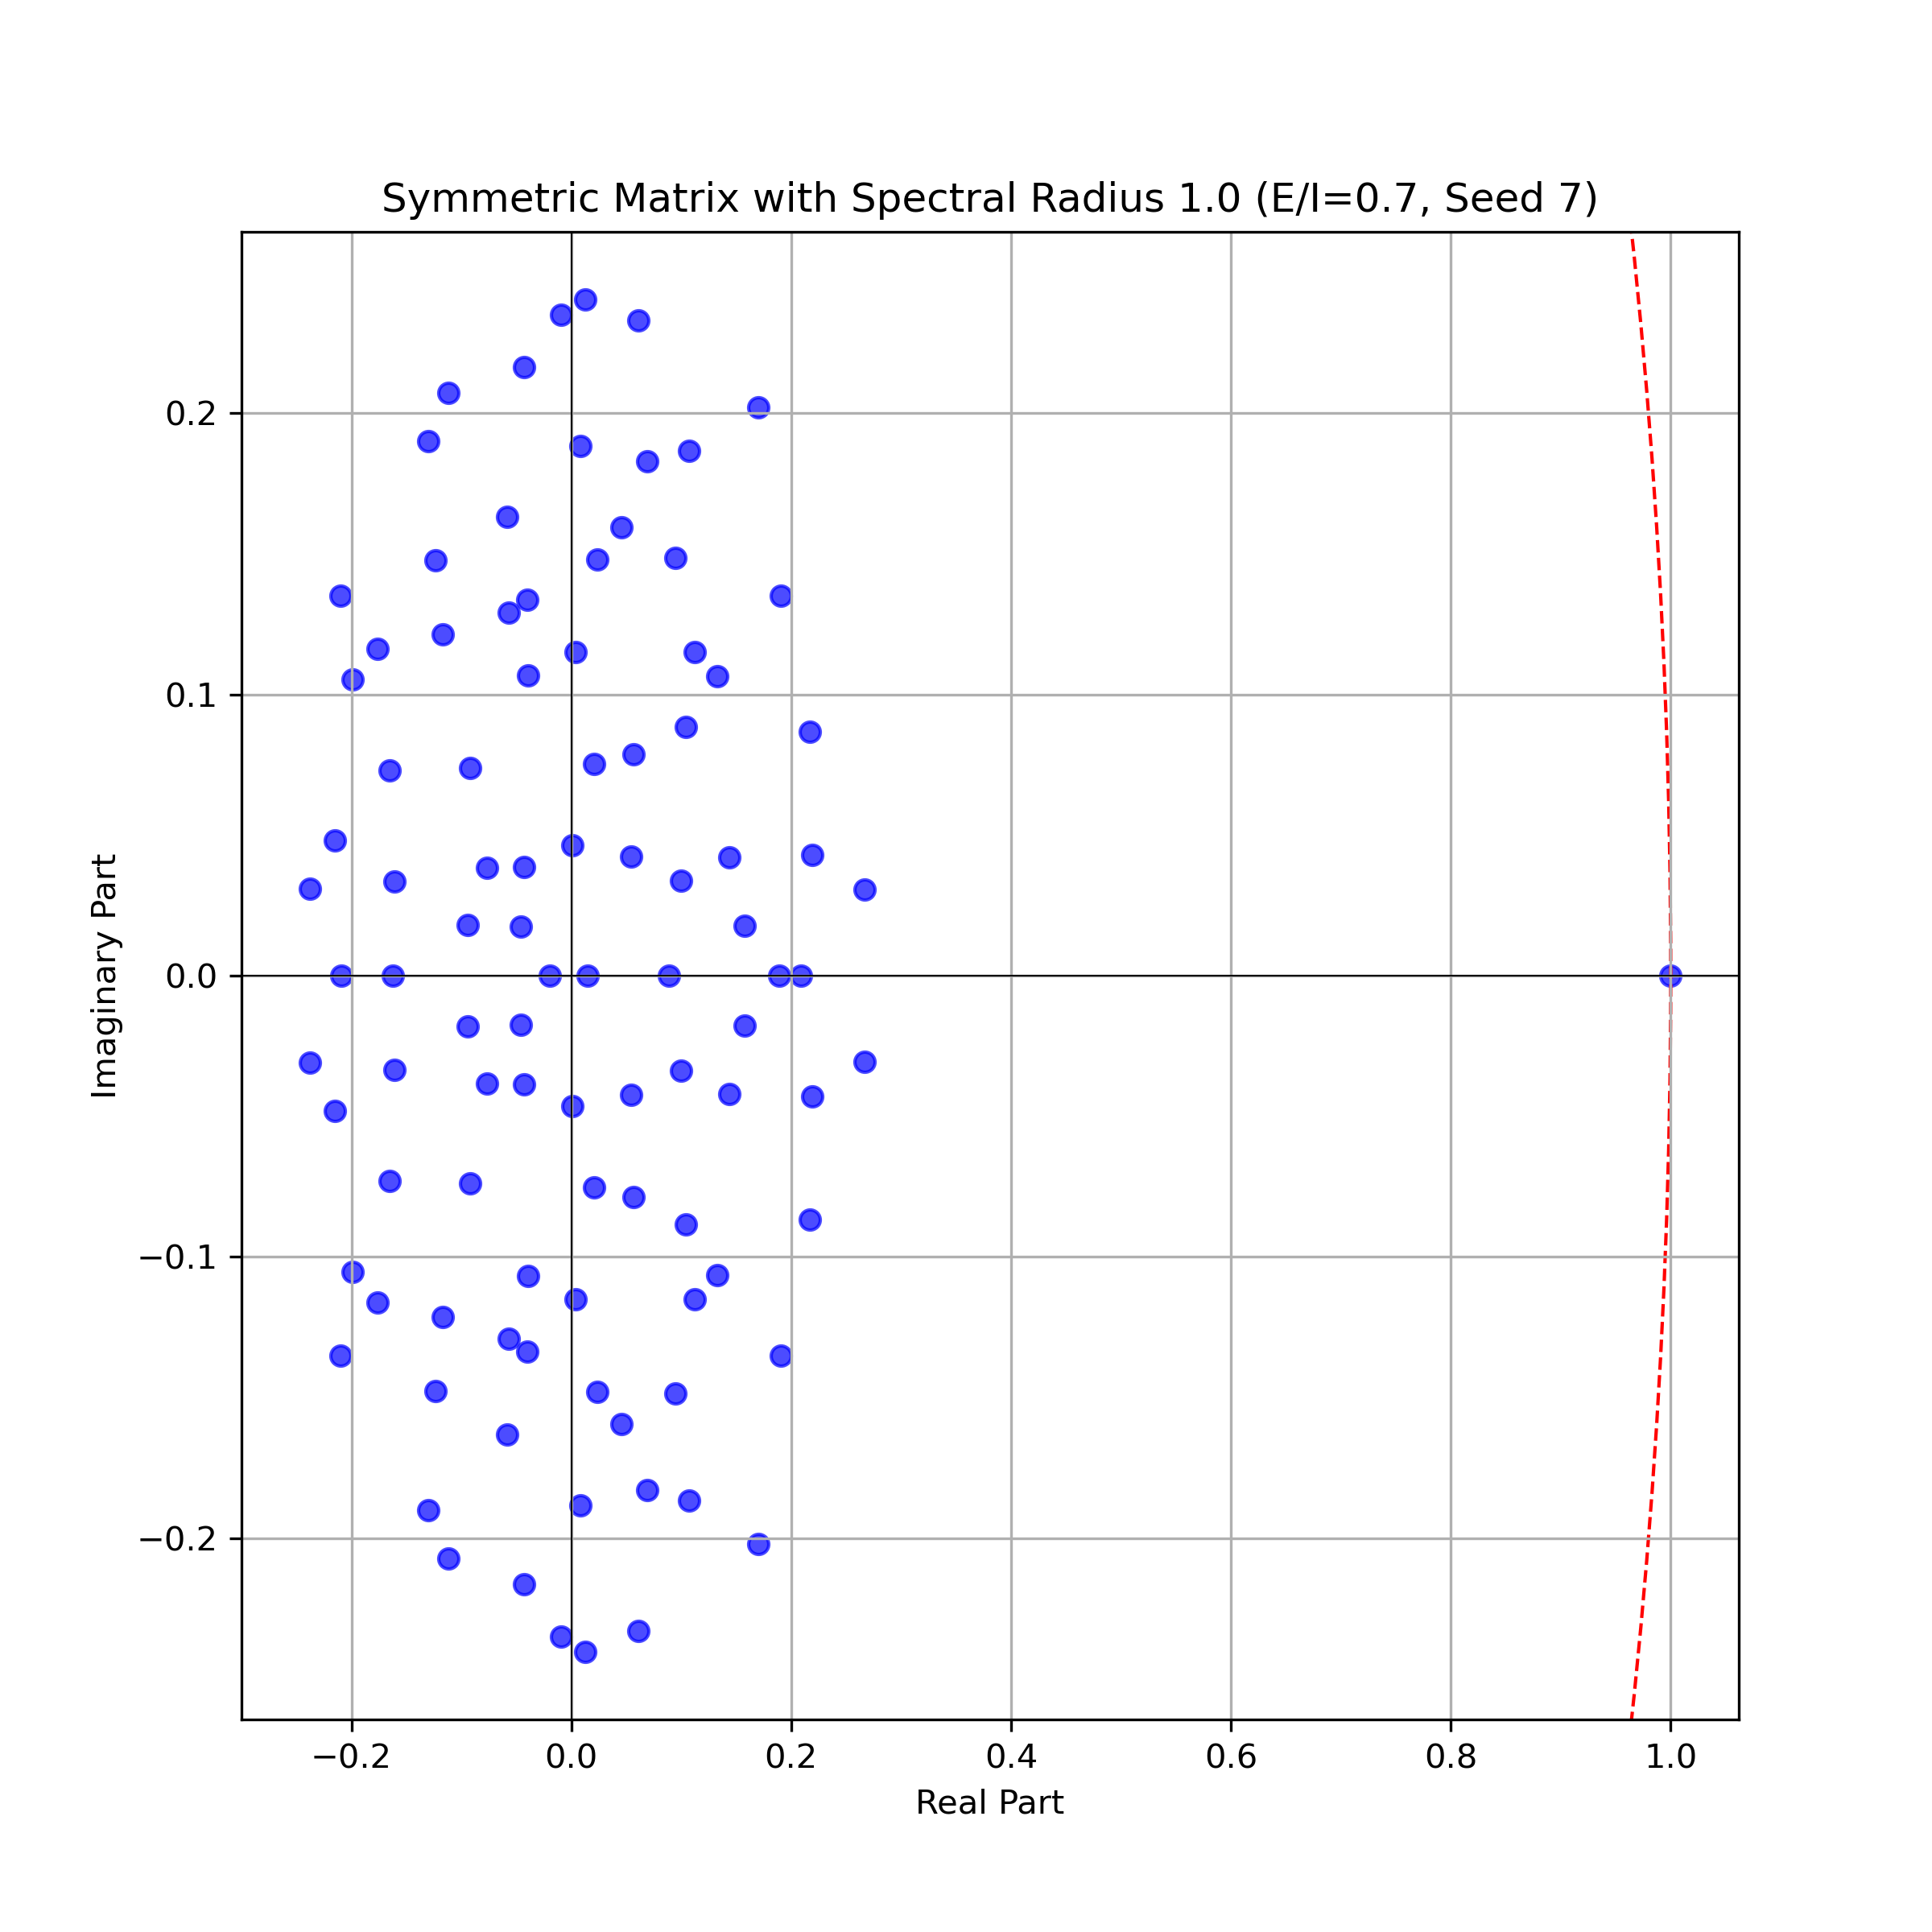 Symmetric Matrix with Spectral Radius 1.0 (E/I=0.7, Seed 7)
0.2
0.1
0.0
−0.1
−0.2
Imaginary Part
−0.2 0.0 0.2 0.4 0.6 0.8 1.0
Real Part